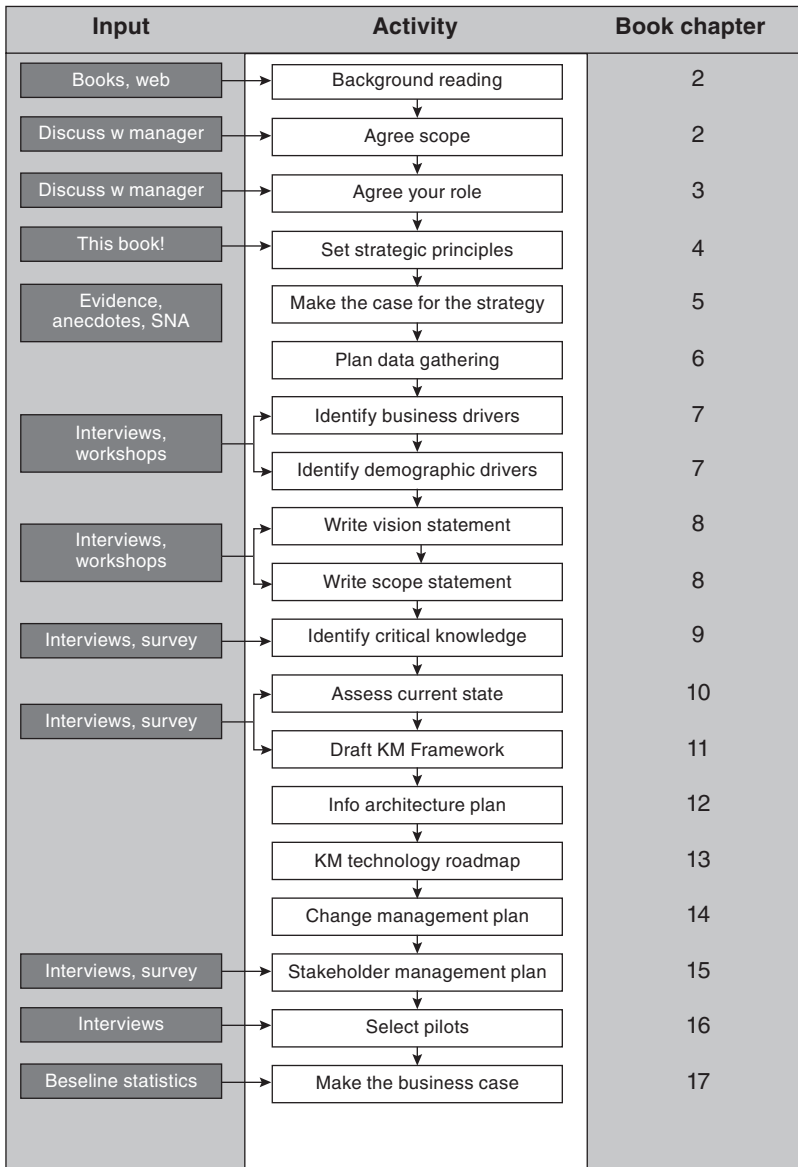 Input Activity Book chapter
Books, web Background reading 2
Discuss w manager Agree scope 2
Discuss w manager Agree your role 3
This book! Set strategic principles 4
Evidence,
anecdotes, SNA Make the case for the strategy 5
Plan data gathering 6
Interviews,
workshops
Identify business drivers 7
Identify demographic drivers 7
Interviews,
workshops
Write vision statement 8
Write scope statement 8
Interviews, survey Identify critical knowledge 9
Interviews, survey
Assess current state 10
Draft KM Framework 11
Info architecture plan 12
KM technology roadmap 13
Change management plan 14
Interviews, survey Stakeholder management plan 15
Interviews Select pilots 16
Beseline statistics Make the business case 17